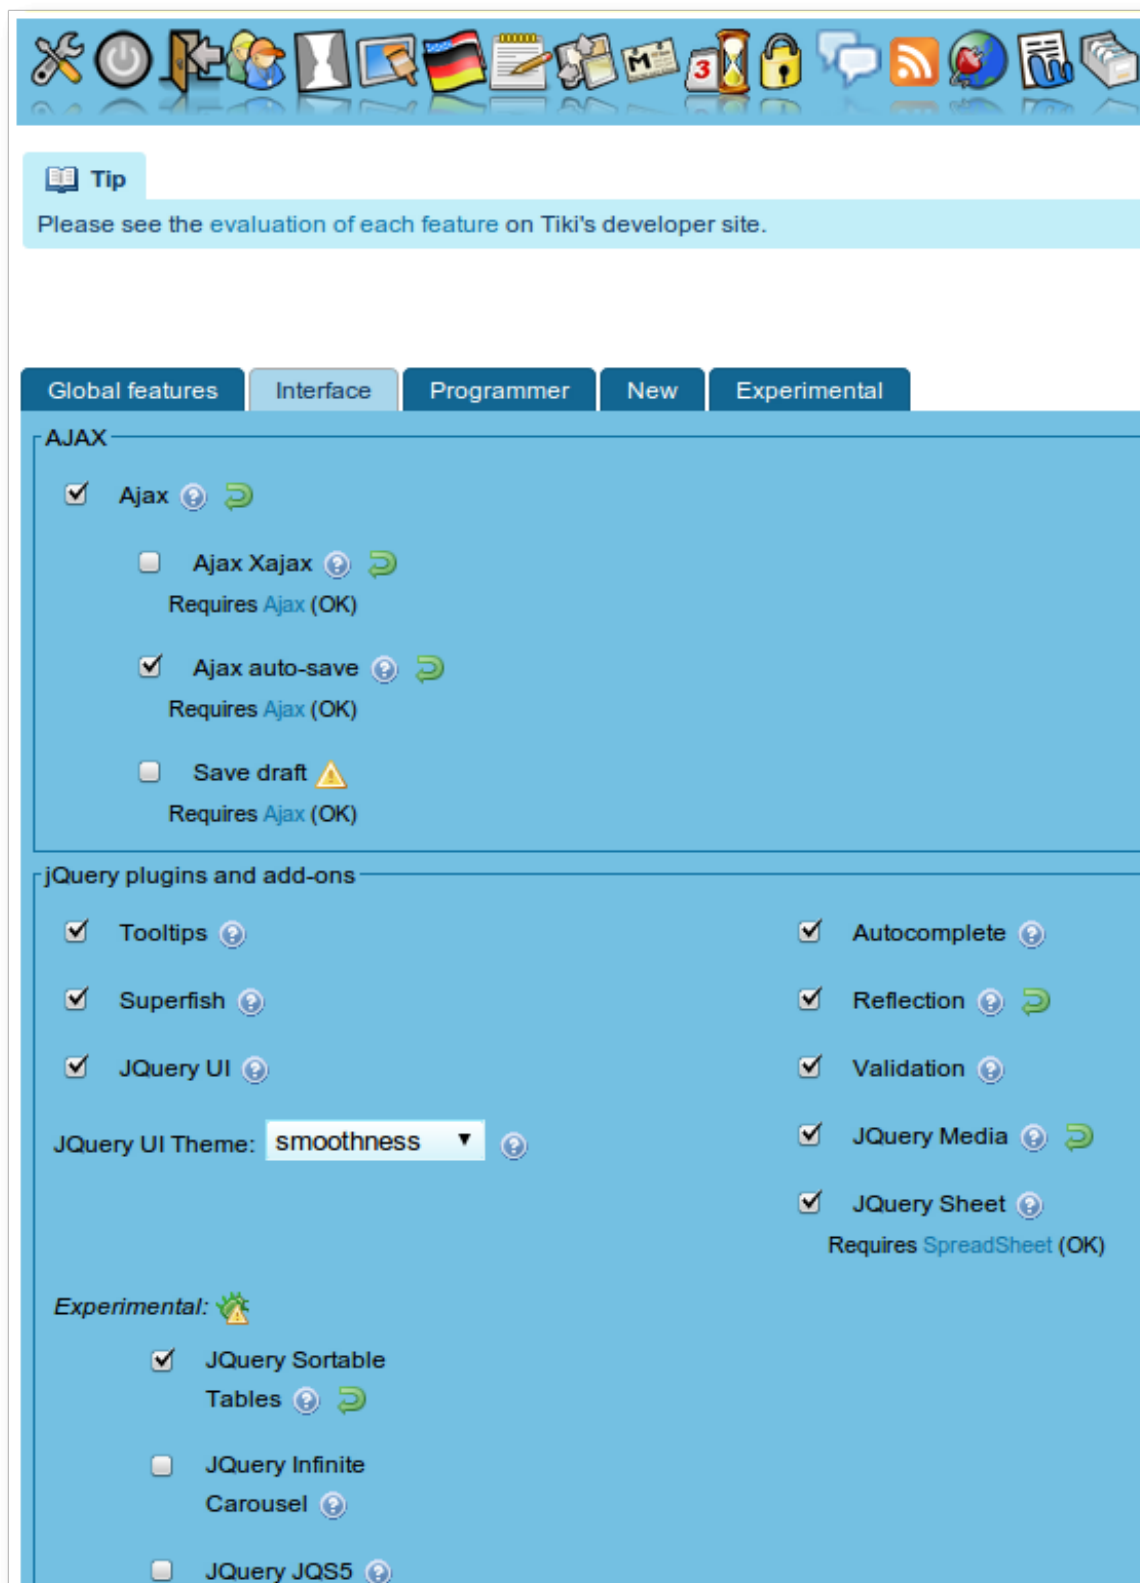 Tip
Please see the evaluation of each feature on Tiki's developer site.
Global features Interface Programmer New Experimental
AJAX
Ajax
Ajax Xajax
Requires Ajax (OK)
Ajax auto-save
Requires Ajax (OK)
Save draft
Requires Ajax (OK)
jQuery plugins and add-ons
Tooltips
Superfish
JQuery UI
JQuery UI Theme: smoothness
Autocomplete
Reflection
Validation
JQuery Media
JQuery Sheet
Requires SpreadSheet (OK)
Experimental:
JQuery Sortable
Tables
JQuery Infinite
Carousel
JQuery JQS5